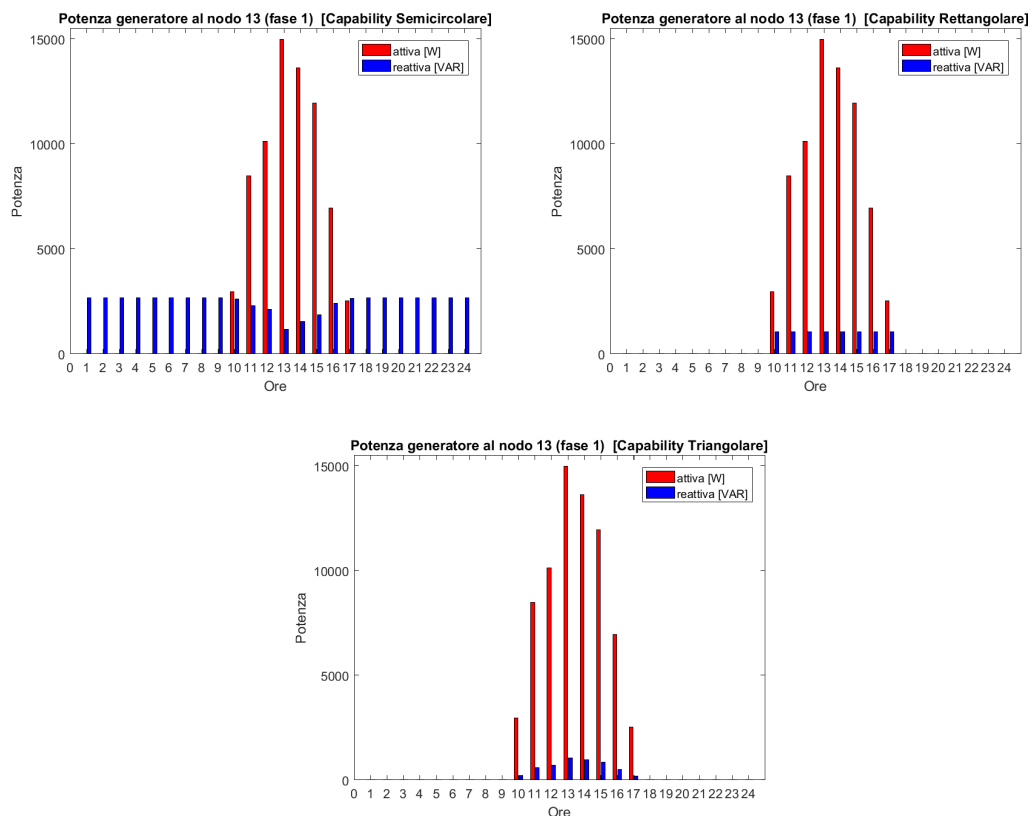 Potenza generatore al nodo 13 (fase 1) [Capability Semicircolare]
15000
10000
5000
0
Potenza
attiva [W]
reattiva [VAR]
0 1 2 3 4 5 6 7 8 9 10 11 12 13 14 15 16 17 18 19 20 21 22 23 24
Ore
Potenza generatore al nodo 13 (fase 1) [Capability Rettangolare]
15000
10000
5000
0
Potenza
attiva [W]
reattiva [VAR]
0 1 2 3 4 5 6 7 8 9 10 11 12 13 14 15 16 17 18 19 20 21 22 23 24
Ore
Potenza generatore al nodo 13 (fase 1) [Capability Triangolare]
15000
10000
5000
0
Potenza
attiva [W]
reattiva [VAR]
0 1 2 3 4 5 6 7 8 9 10 11 12 13 14 15 16 17 18 19 20 21 22 23 24
Ore